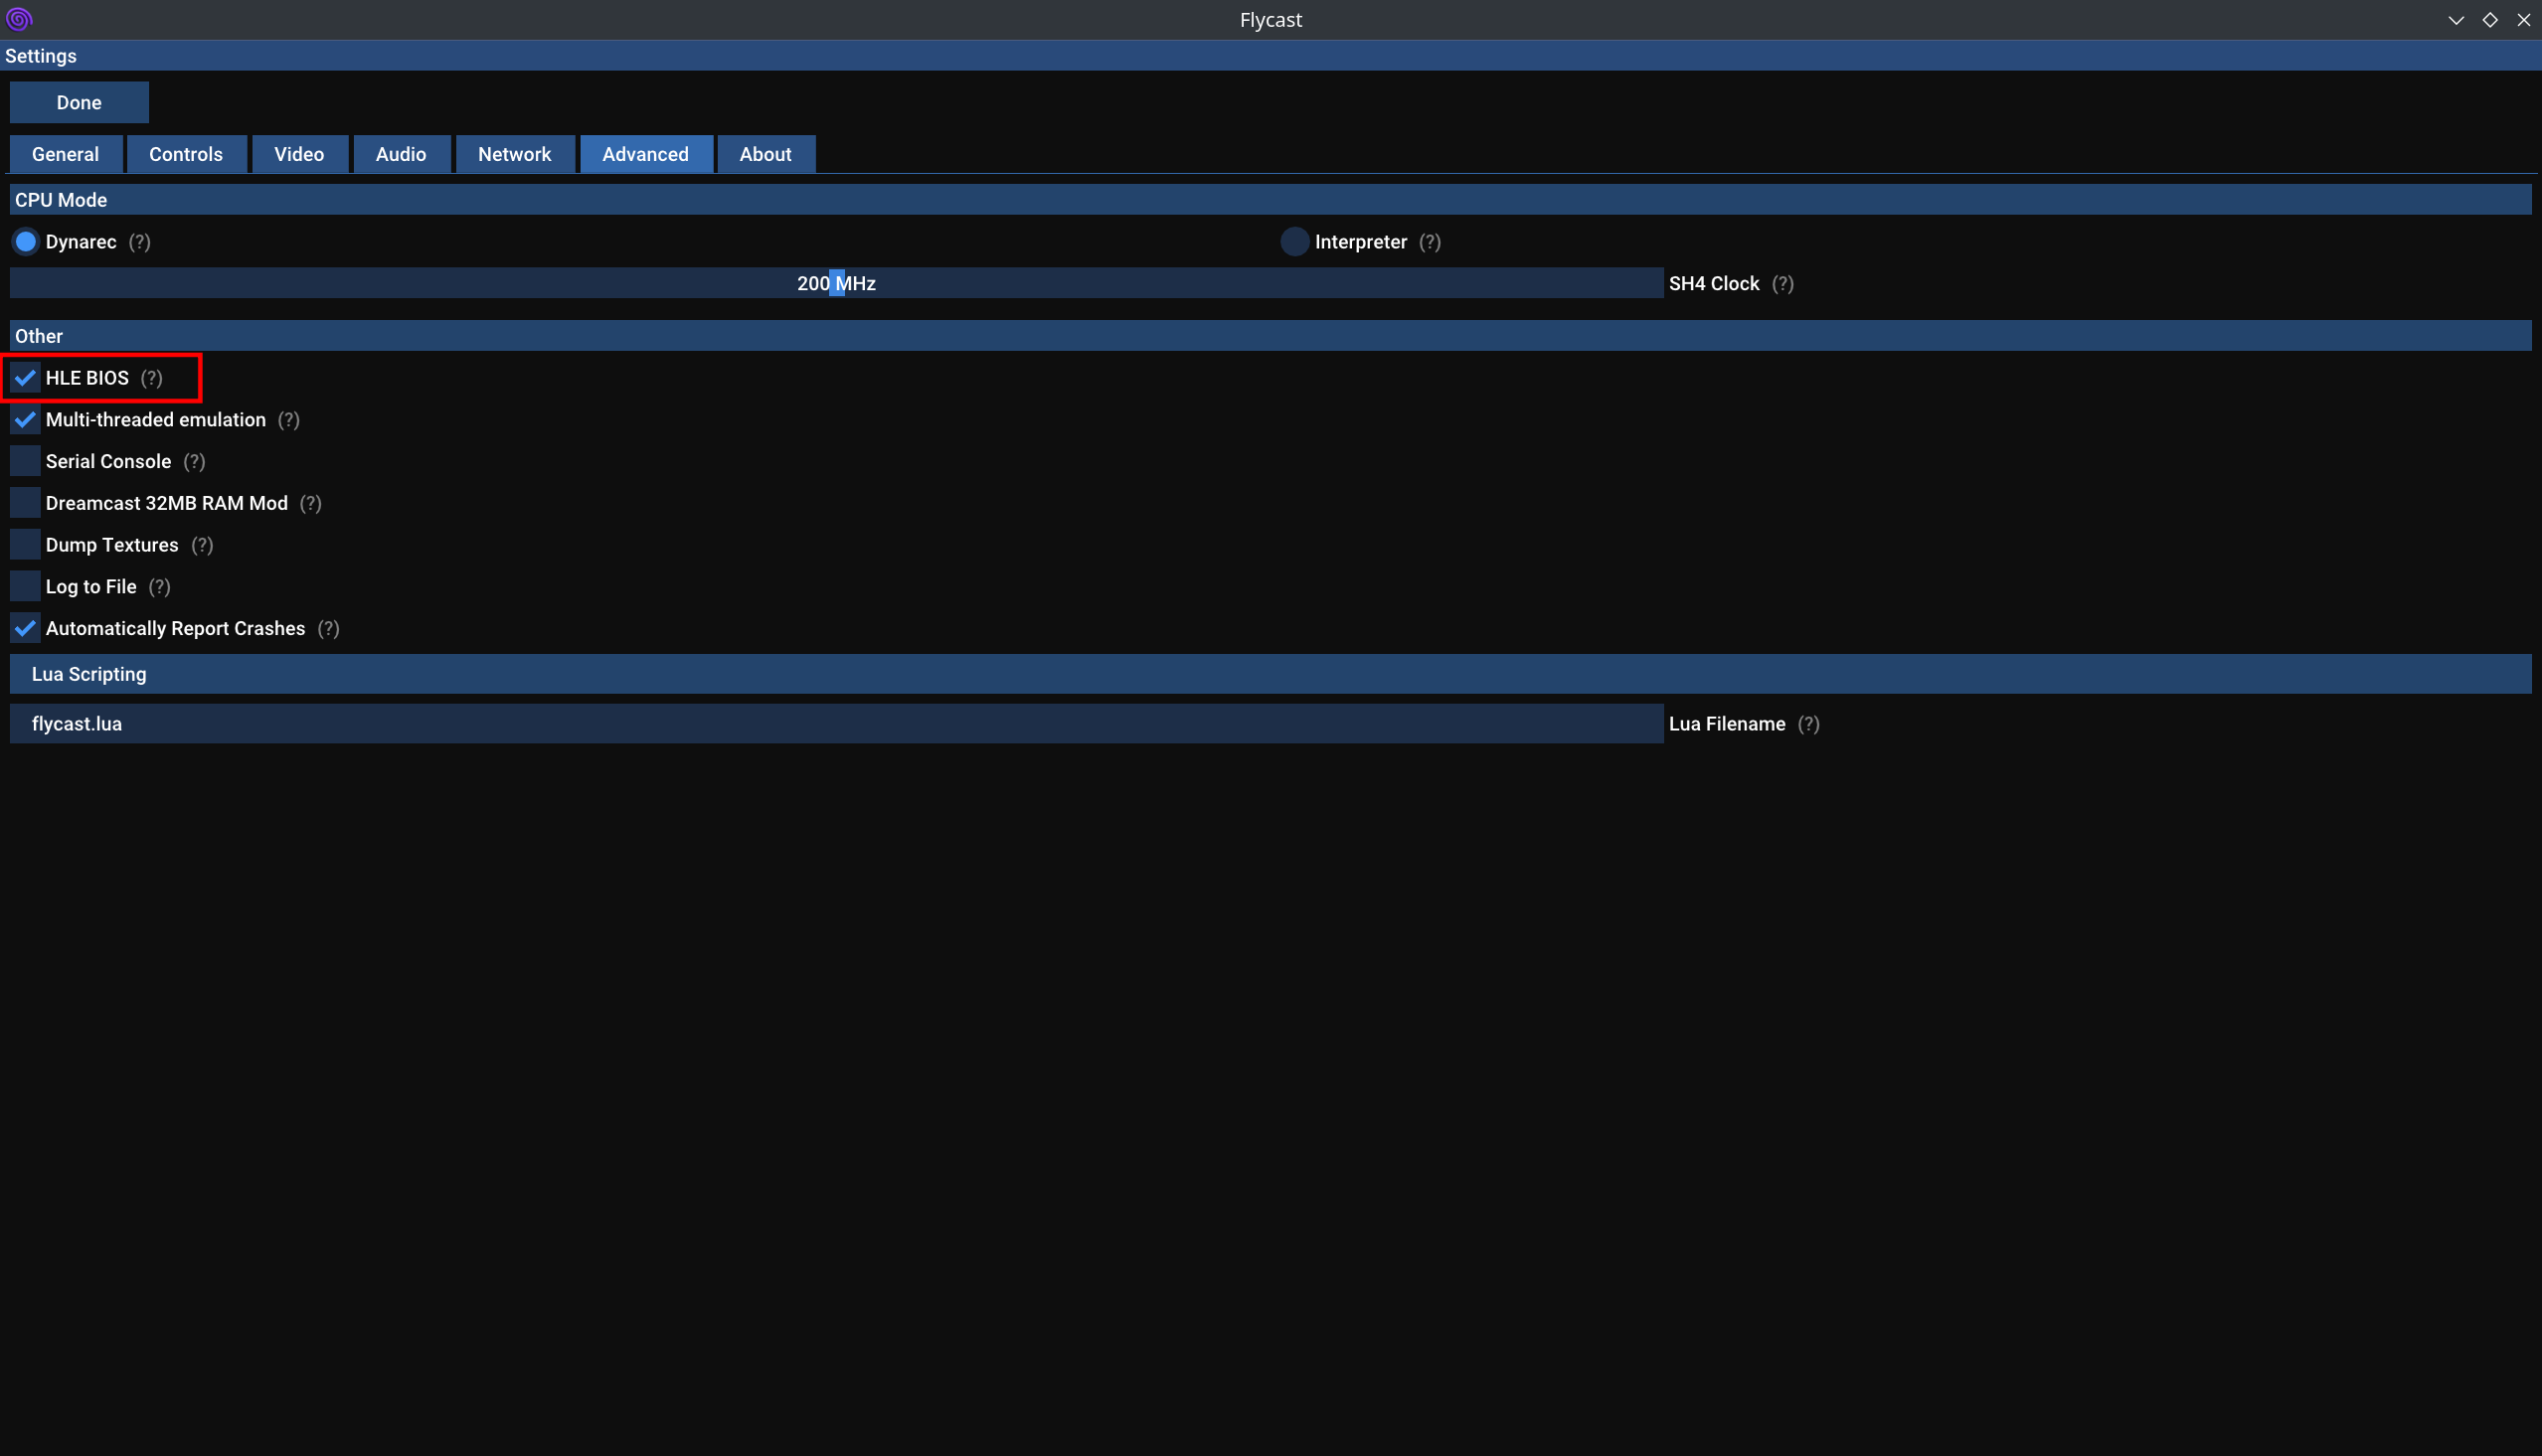 Flycast
Settings
Done
General Controls Video Audio Network Advanced About
CPU Mode
Dynarec (?) Interpreter (?)
200 MHz SH4 Clock (?)
Other
HLE BIOS (?)
Multi-threaded emulation (?)
Serial Console (?)
Dreamcast 32MB RAM Mod (?)
Dump Textures (?)
Log to File (?)
Automatically Report Crashes (?)
Lua Scripting
flycast.lua Lua Filename (?)